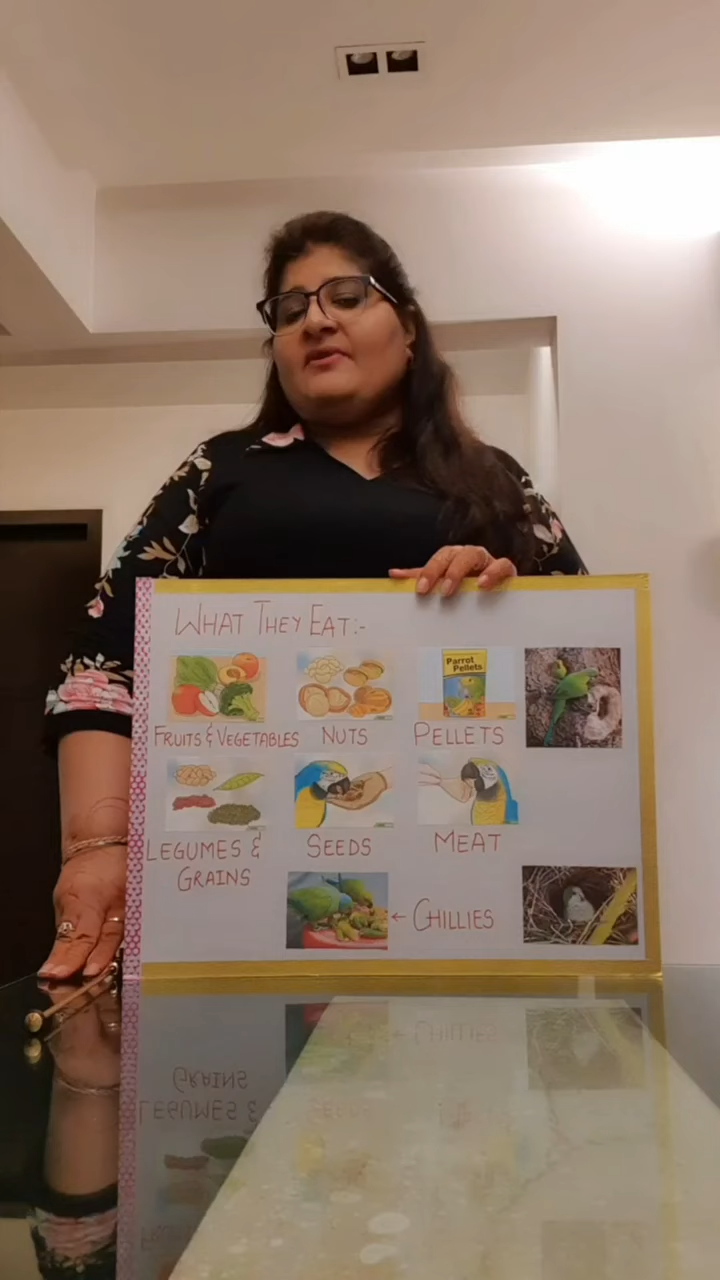 WHAT THEY EAT:-
Parrot
Pellets
FRUITS & VEGETABLES
NUTS
PELLETS
LEGUMES &
GRAINS
SEEDS
MEAT
← CHILLIES